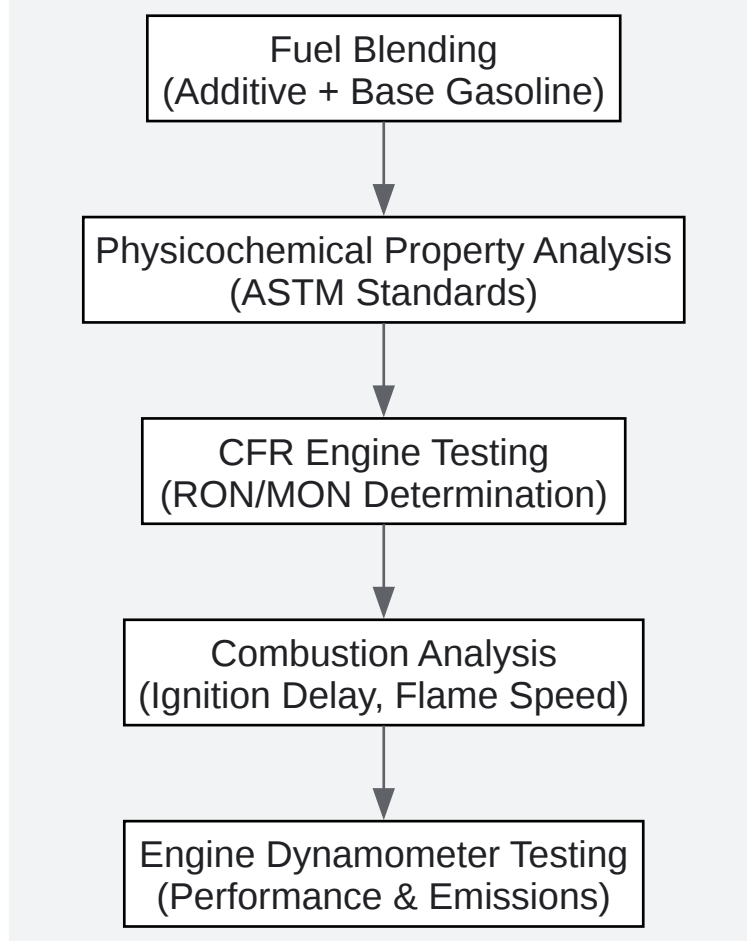 Fuel Blending
(Additive + Base Gasoline)
Physicochemical Property Analysis
(ASTM Standards)
CFR Engine Testing
(RON/MON Determination)
Combustion Analysis
(Ignition Delay, Flame Speed)
Engine Dynamometer Testing
(Performance & Emissions)